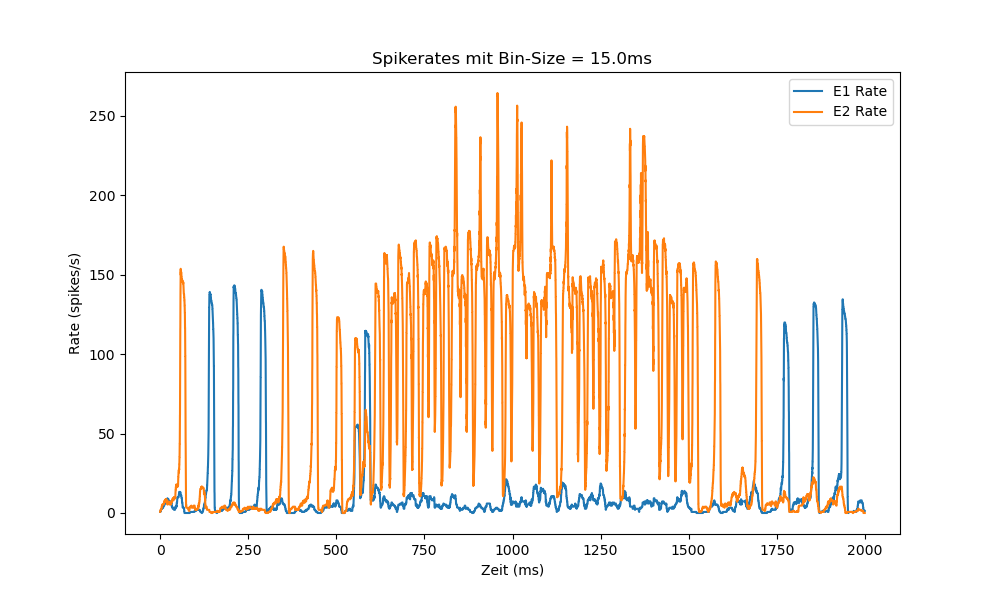 Spikerates mit Bin-Size = 15.0ms
E1 Rate
E2 Rate
Rate (spikes/s)
250
200
150
100
50
0
0 250 500 750 1000 1250 1500 1750 2000
Zeit (ms)